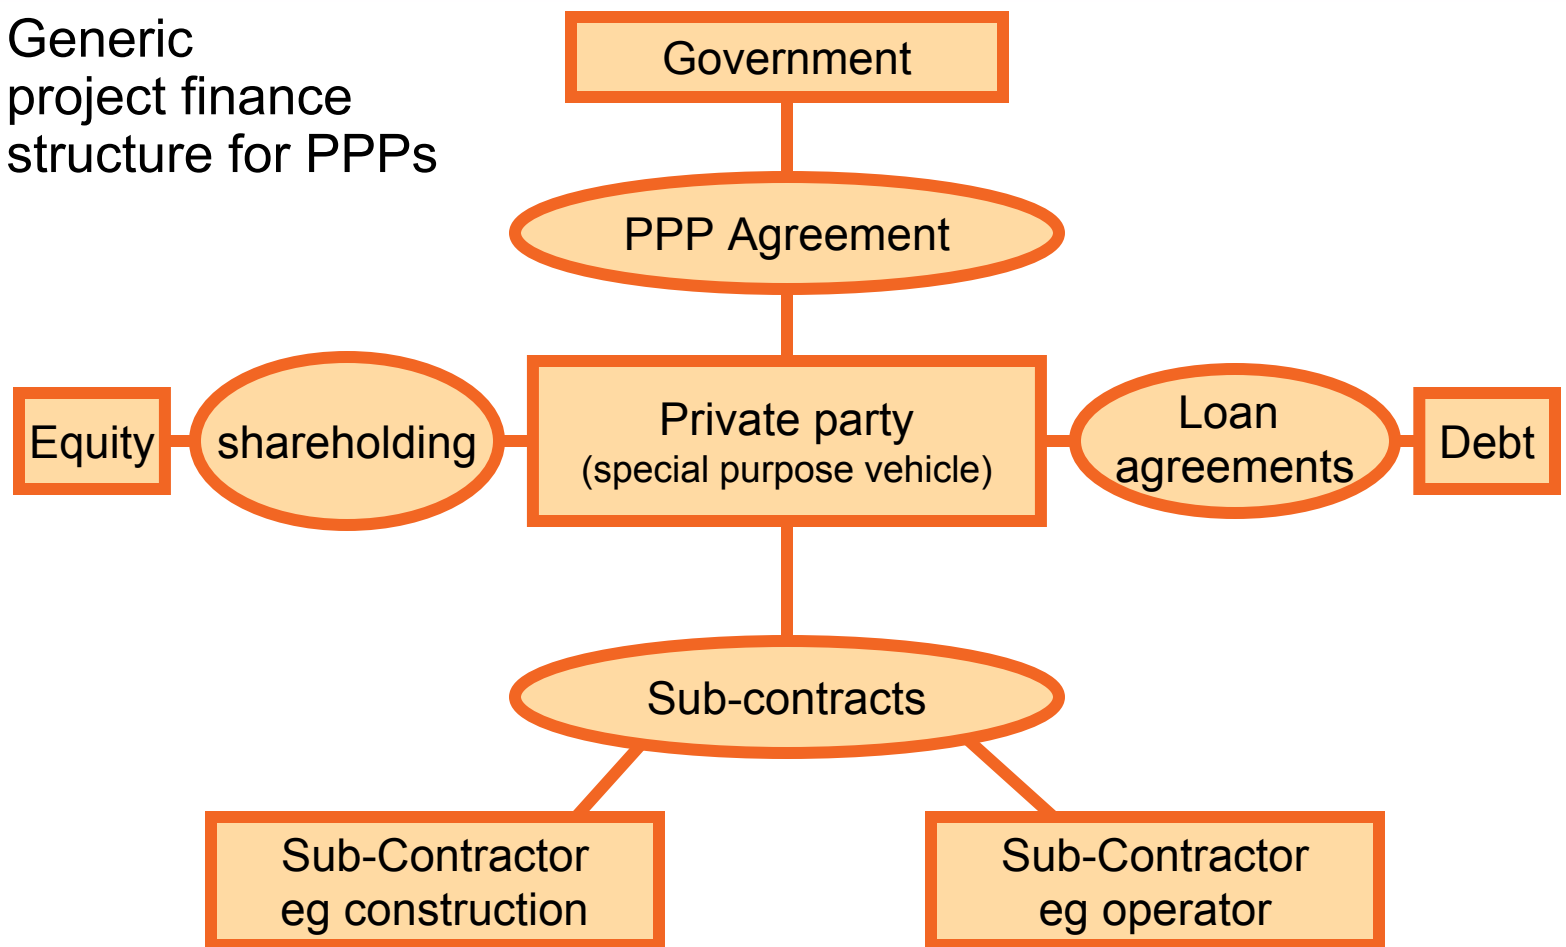 Generic
project finance
structure for PPPs
Government
PPP Agreement
Equity
shareholding
Private party
(special purpose vehicle)
Loan
agreements
Debt
Sub-contracts
Sub-Contractor
eg construction
Sub-Contractor
eg operator